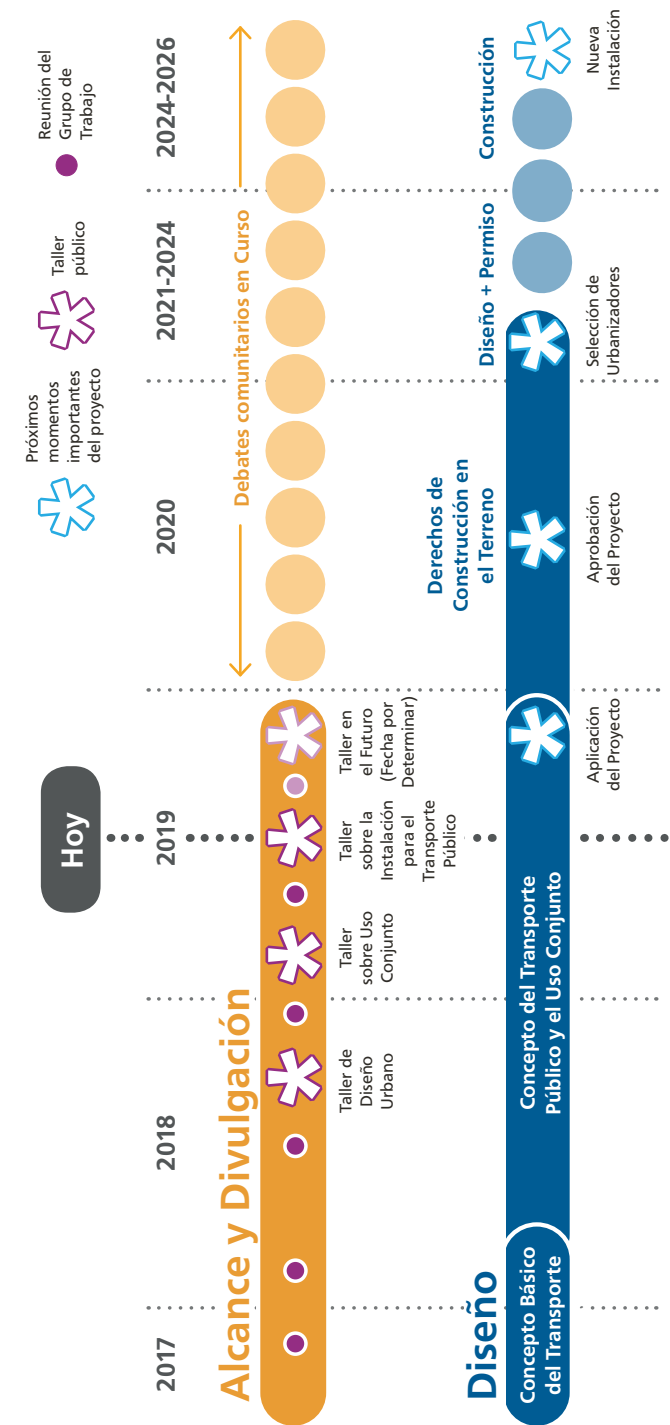 Hoy
Próximos
momentos
importantes
del proyecto
Taller
público
Reunión del
Grupo de
Trabajo
2017
2018
2019
2020
2021-2024
2024-2026
Alcance y Divulgación
Debates comunitarios en Curso
Taller de
Diseño
Urbano
Taller
sobre Uso
Conjunto
Taller
sobre la
Instalación
para el
Transporte
Público
Taller en
el Futuro
(Fecha por
Determinar)
Diseño
Derechos de
Construcción en
el Terreno
Diseño + Permiso
Construcción
Concepto Básico
del Transporte
Concepto del Transporte
Público y el Uso Conjunto
Aplicación
del Proyecto
Aprobación
del Proyecto
Selección de
Urbanizadores
Nueva
Instalación